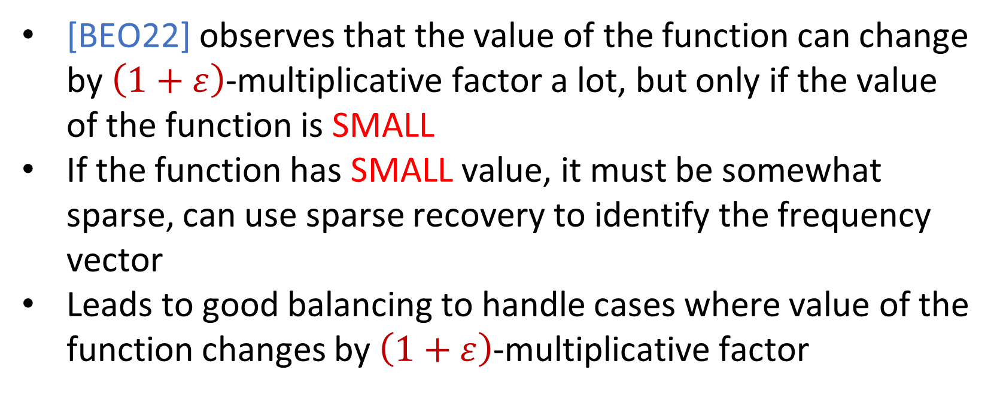 • [BEO22] observes that the value of the function can change
by (1 + ε)-multiplicative factor a lot, but only if the value
of the function is SMALL
• If the function has SMALL value, it must be somewhat
sparse, can use sparse recovery to identify the frequency
vector
• Leads to good balancing to handle cases where value of the
function changes by (1 + ε)-multiplicative factor